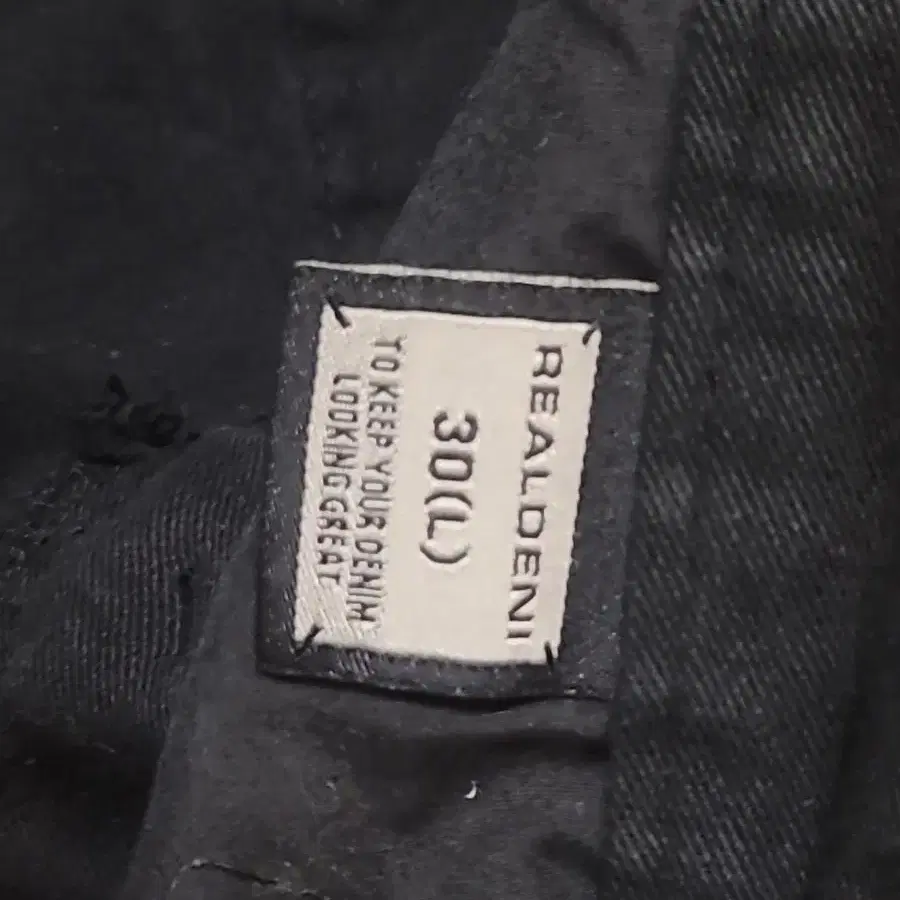 REALDENI
30(L)
TO KEEP YOUR DENIM
LOOKING GREAT